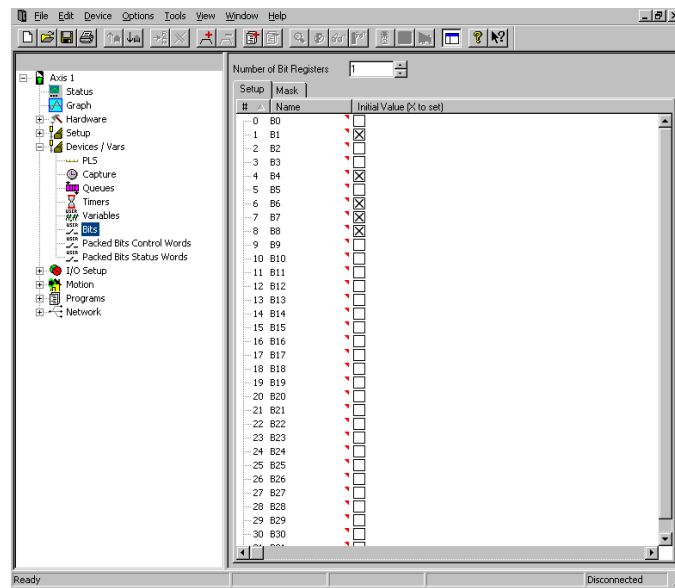 File Edit Device Options Tools View Window Help
Number of Bit Registers 1
Setup Mask
# Name Initial Value (X to set)
Axis 1
Status
Graph
Hardware
Setup
Devices / Vars
PLS
Capture
Queues
Timers
Variables
Bits
Packed Bits Control Words
Packed Bits Status Words
I/O Setup
Motion
Programs
Network
0 B0
1 B1
2 B2
3 B3
4 B4
5 B5
6 B6
7 B7
8 B8
9 B9
10 B10
11 B11
12 B12
13 B13
14 B14
15 B15
16 B16
17 B17
18 B18
19 B19
20 B20
21 B21
22 B22
23 B23
24 B24
25 B25
26 B26
27 B27
28 B28
29 B29
30 B30
Ready Disconnected